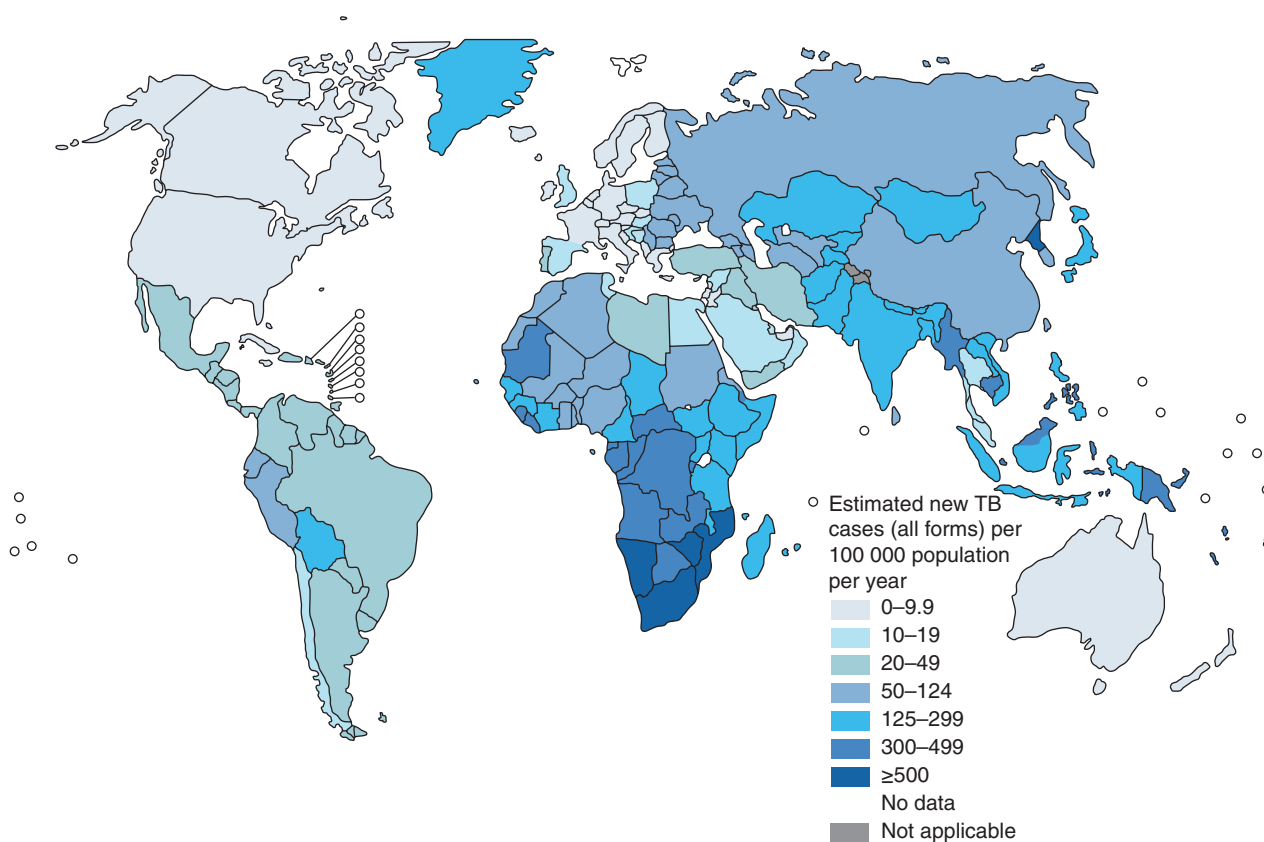 Estimated new TB
cases (all forms) per
100 000 population
per year
0–9.9
10–19
20–49
50–124
125–299
300–499
≥500
No data
Not applicable